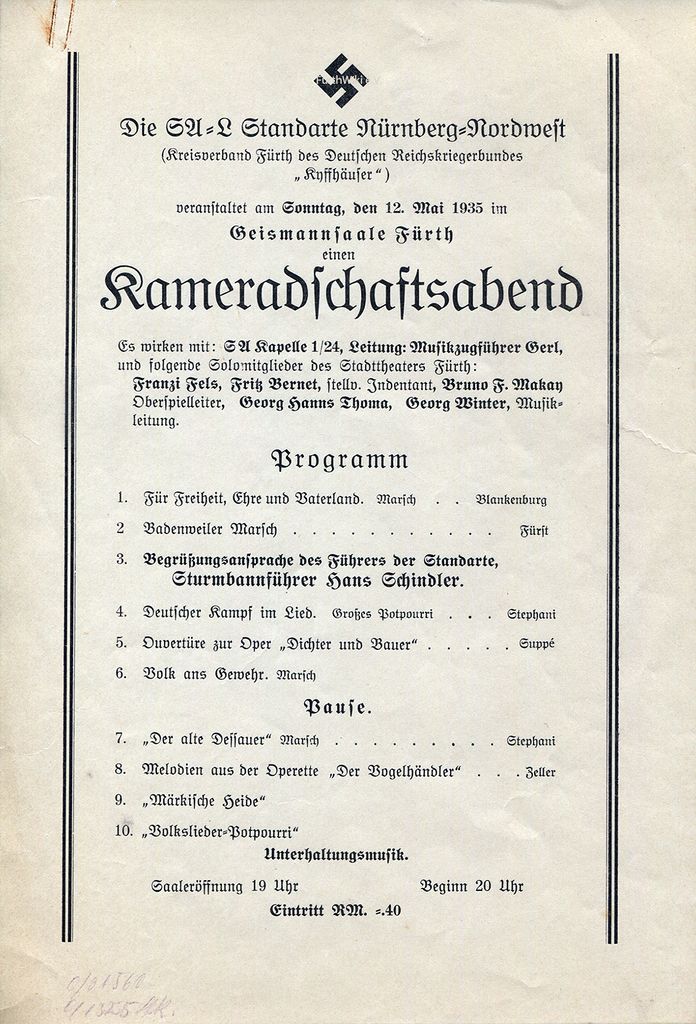 FürthWiki
Die SA-L Standarte Nürnberg-Nordwest
(Kreisverband Fürth des Deutschen Reichskriegerbundes
„Kyffhäuser")
veranstaltet am Sonntag, den 12. Mai 1935 im
Geismannsaale Fürth
einen
Kameradschaftsabend
Es wirken mit: SA Kapelle 1/24, Leitung: Musikzugführer Gerl,
und folgende Solomitglieder des Stadttheaters Fürth:
Franzi Fels, Fritz Bernet, stellv. Indentant, Bruno F. Makay
Oberspielleiter, Georg Hanns Thoma, Georg Winter, Musik-
leitung.
Programm
1. Für Freiheit, Ehre und Vaterland. Marsch . . Blankenburg
2 Badenweiler Marsch . . . . . . . . . . . Fürst
3. Begrüßungsansprache des Führers der Standarte,
Sturmbannführer Hans Schindler.
4. Deutscher Kampf im Lied. Großes Potpourri . . . Stephani
5. Ouvertüre zur Oper „Dichter und Bauer" . . . . . Suppé
6. Volk ans Gewehr. Marsch
Pause.
7. „Der alte Dessauer" Marsch . . . . . . . . . Stephani
8. Melodien aus der Operette „Der Vogelhändler" . . . Zeller
9. „Märkische Heide"
10. „Volkslieder-Potpourri"
Unterhaltungsmusik.
Saaleröffnung 19 Uhr Beginn 20 Uhr
Eintritt RM. -.40